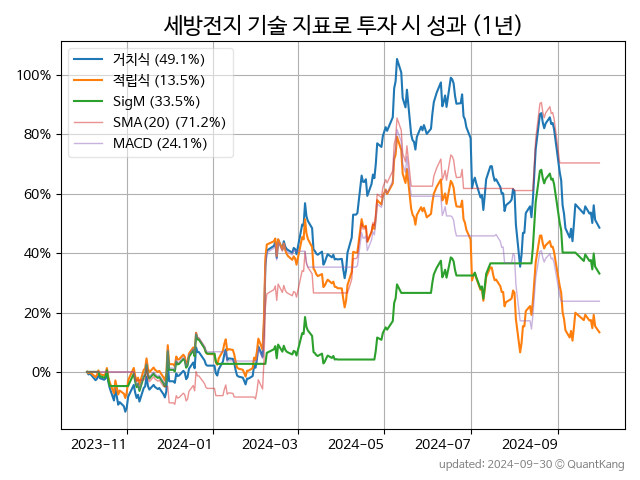 세방전지 기술 지표로 투자 시 성과 (1년)
거치식 (49.1%)
적립식 (13.5%)
SigM (33.5%)
SMA(20) (71.2%)
MACD (24.1%)
100%
80%
60%
40%
20%
0%
2023-11 2024-01 2024-03 2024-05 2024-07 2024-09
updated: 2024-09-30 © QuantKang